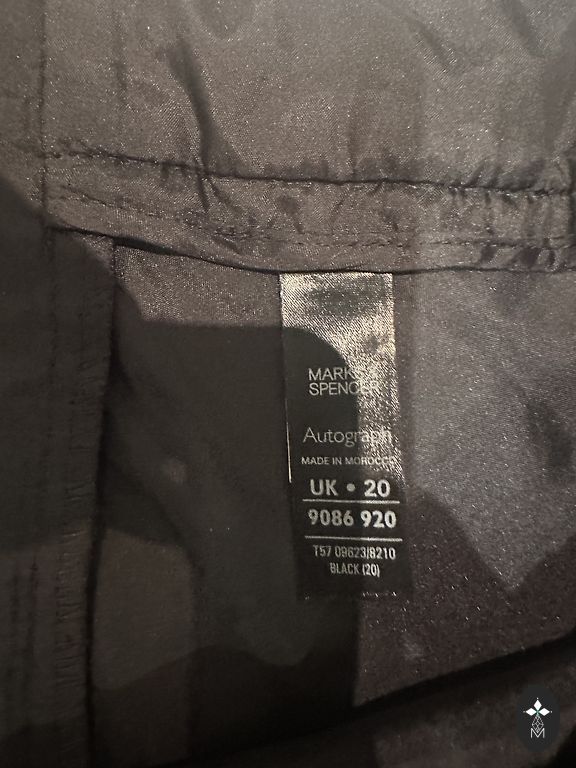 MARKS &
SPENCER
Autograph
MADE IN MOROCCO
UK • 20
9086 920
T57 09623/8210
BLACK (20)
M